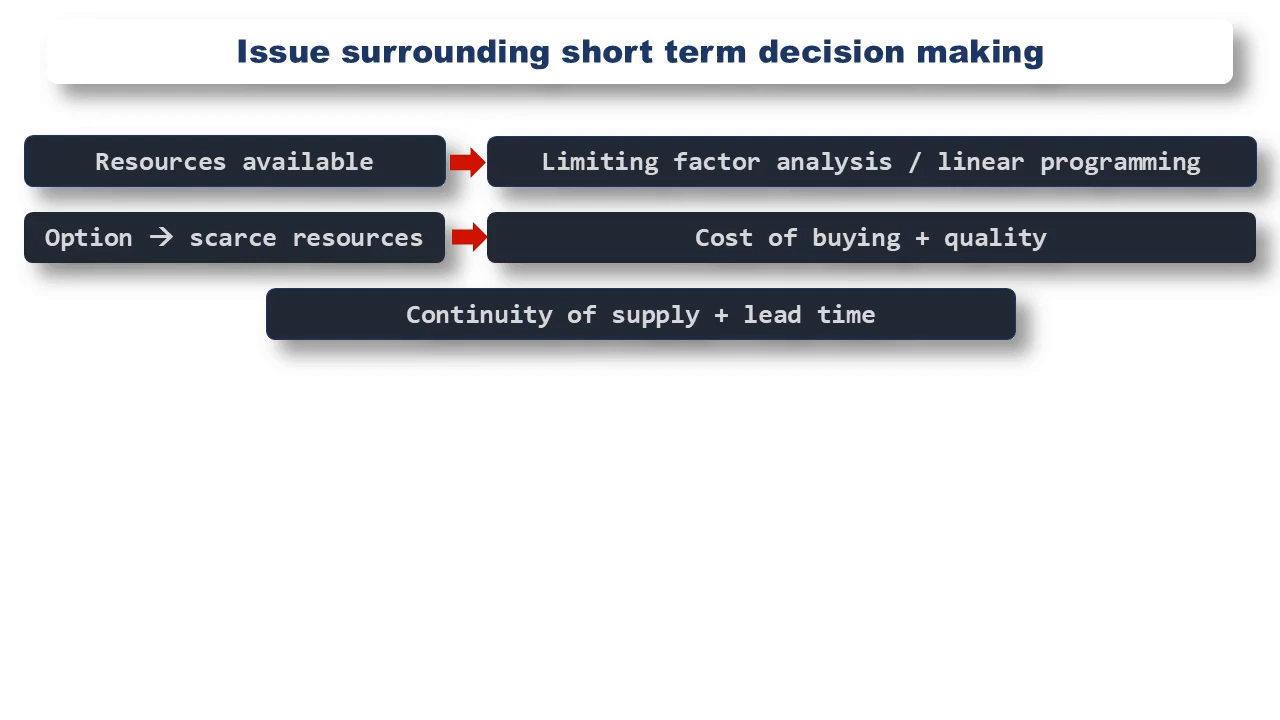 Issue surrounding short term decision making
Resources available
Limiting factor analysis / linear programming
Option → scarce resources
Cost of buying + quality
Continuity of supply + lead time